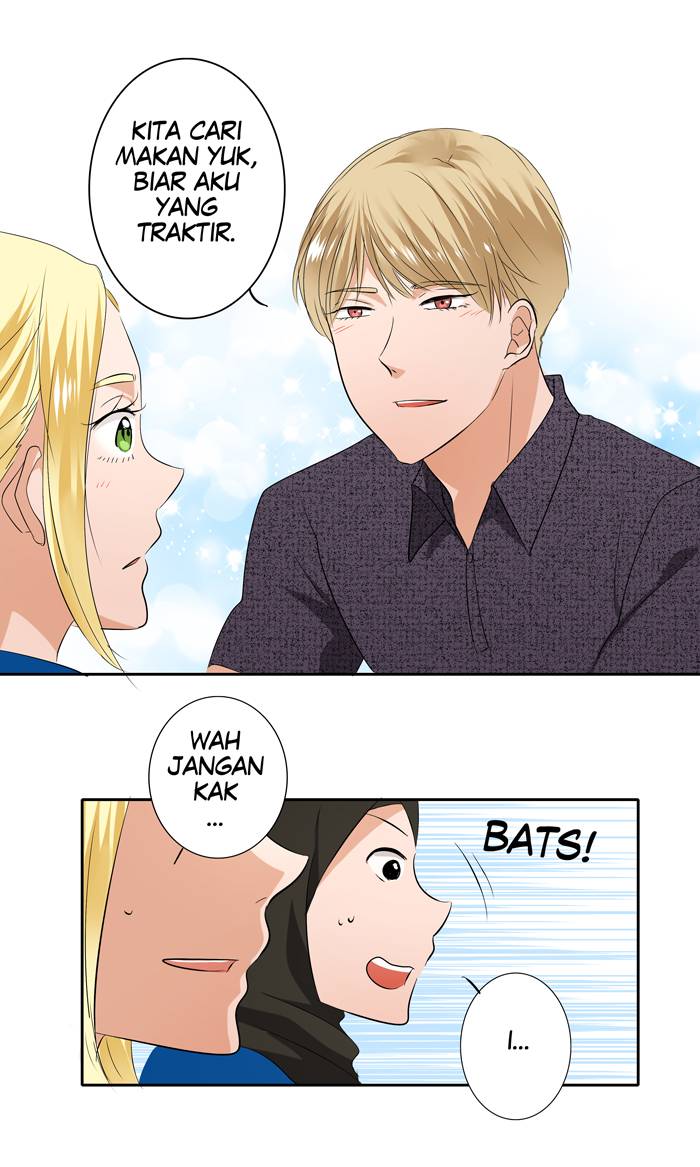 KITA CARI
MAKAN YUK,
BIAR AKU
YANG
TRAKTIR.
WAH
JANGAN
KAK
...
BATS!
I...